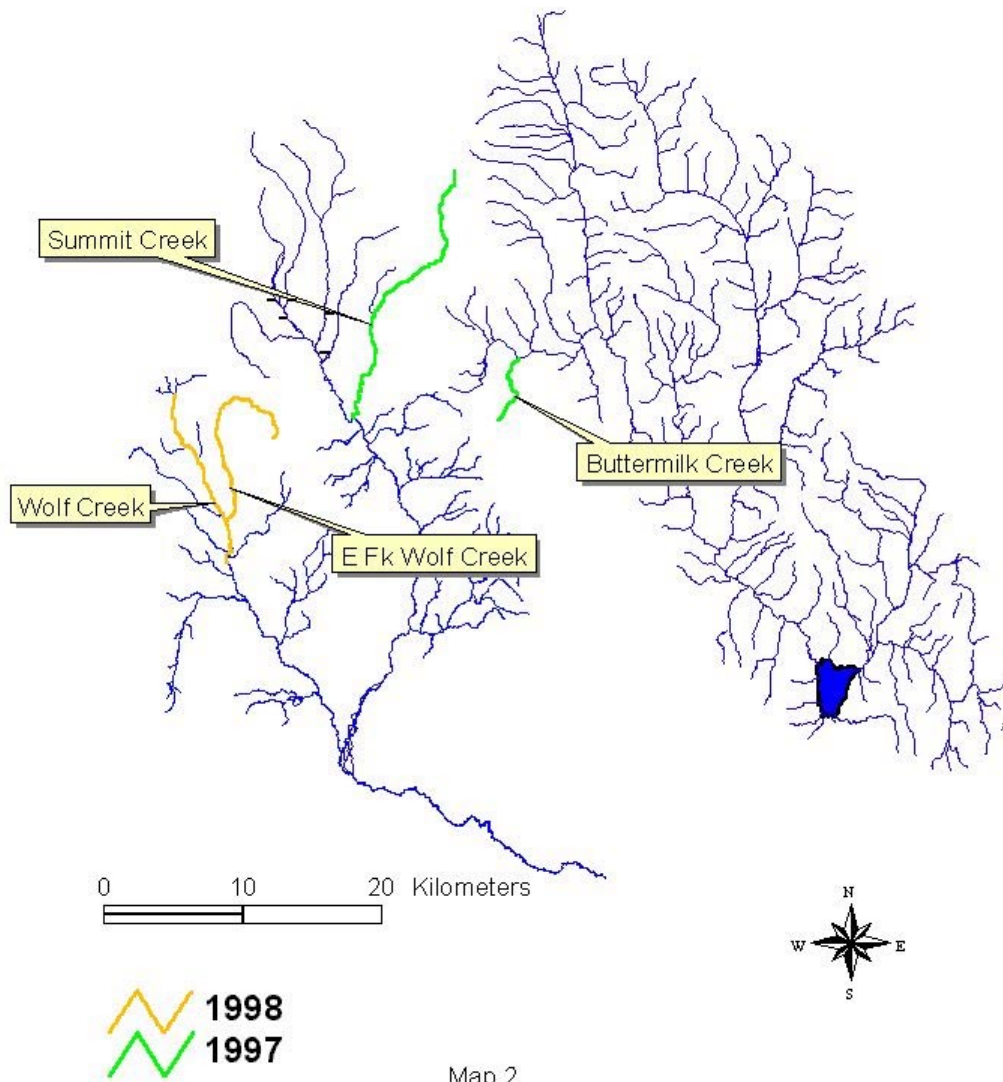 Summit Creek
Buttermilk Creek
Wolf Creek
E Fk Wolf Creek
0 10 20 Kilometers
N
W E
S
1998
1997
Map 2